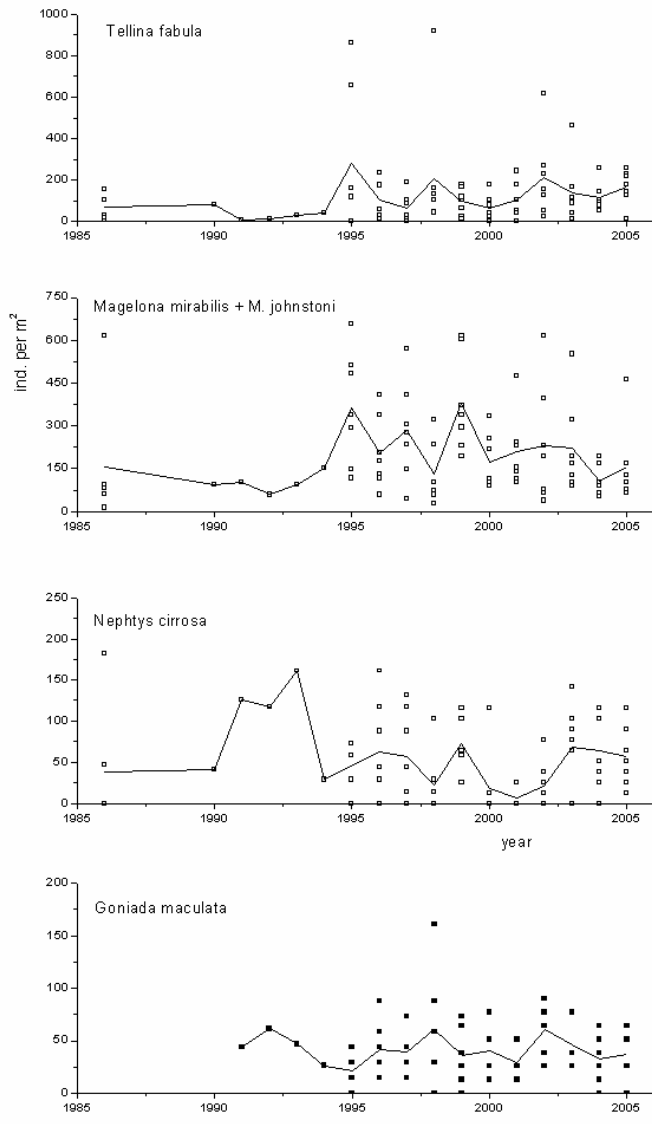 Tellina fabula
1000
800
600
400
200
0
1985 1990 1995 2000 2005
Magelona mirabilis + M. johnstoni
ind. per m²
750
600
450
300
150
0
1985 1990 1995 2000 2005
Nephtys cirrosa
250
200
150
100
50
0
1985 1990 1995 2000 2005
year
Goniada maculata
200
150
100
50
0
1985 1990 1995 2000 2005